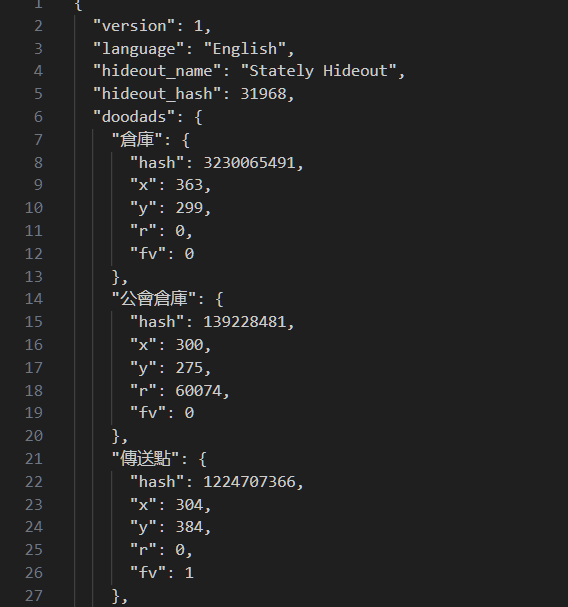 1 {
2 "version": 1,
3 "language": "English",
4 "hideout_name": "Stately Hideout",
5 "hideout_hash": 31968,
6 "doodads": {
7 "倉庫": {
8 "hash": 3230065491,
9 "x": 363,
10 "y": 299,
11 "r": 0,
12 "fv": 0
13 },
14 "公會倉庫": {
15 "hash": 139228481,
16 "x": 300,
17 "y": 275,
18 "r": 60074,
19 "fv": 0
20 },
21 "傳送點": {
22 "hash": 1224707366,
23 "x": 304,
24 "y": 384,
25 "r": 0,
26 "fv": 1
27 },